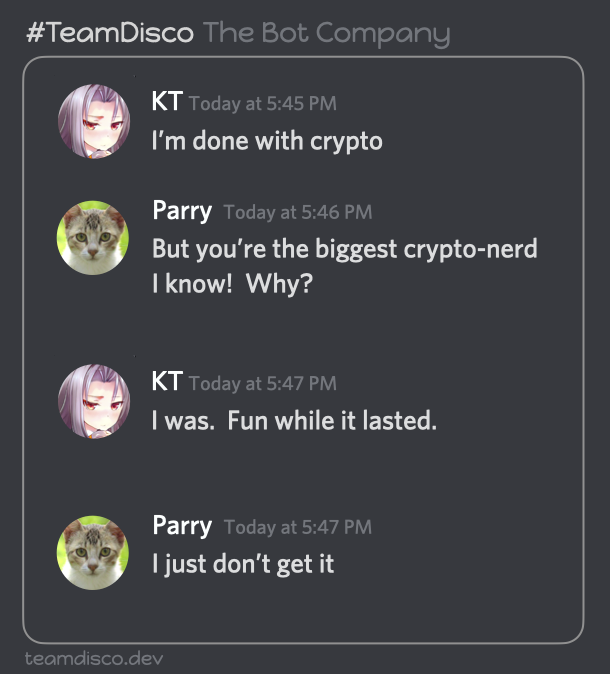 #TeamDisco The Bot Company
KT Today at 5:45 PM
I’m done with crypto
Parry Today at 5:46 PM
But you’re the biggest crypto-nerd
I know!  Why?
KT Today at 5:47 PM
I was.  Fun while it lasted.
Parry Today at 5:47 PM
I just don’t get it
teamdisco.dev